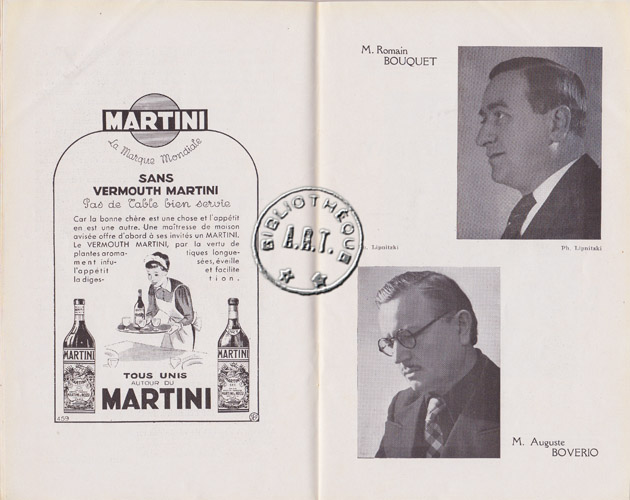 MARTINI
La Marque Mondiale
SANS
VERMOUTH MARTINI
Pas de Table bien servie
Car la bonne chère est une chose et l'appétit
en est une autre. Une maîtresse de maison
avisée offre d'abord à ses invités un MARTINI.
Le VERMOUTH MARTINI, par la vertu de
plantes aroma- tiques longue-
ment infu- sées, éveille
l'appétit et facilite
la diges- tion.
MARTINI
MARTINI
TOUS UNIS
AUTOUR DU
MARTINI
459
BIBLIOTHÈQUE
A.R.T.
M. Romain
BOUQUET
Ph. Lipnitzki
Lipnitzki
M. Auguste
BOVERIO